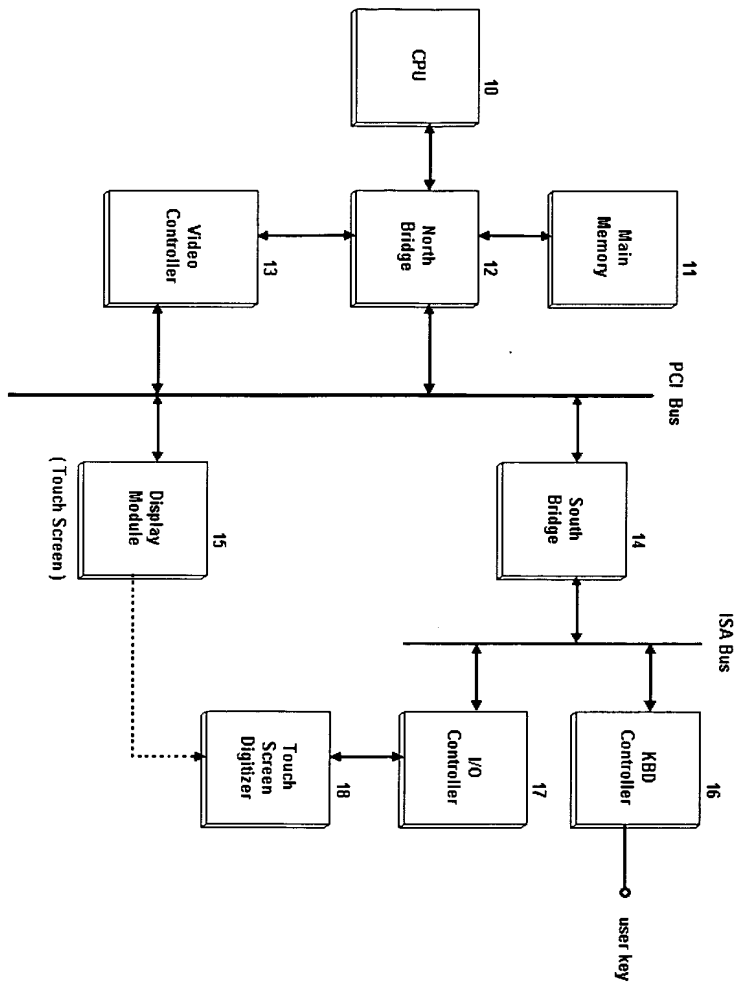 10
CPU
11
Main
Memory
12
North
Bridge
13
Video
Controller
PCI Bus
14
South
Bridge
15
Display
Module
( Touch Screen )
ISA Bus
16
KBD
Controller
user key
17
I/O
Controller
18
Touch
Screen
Digitizer